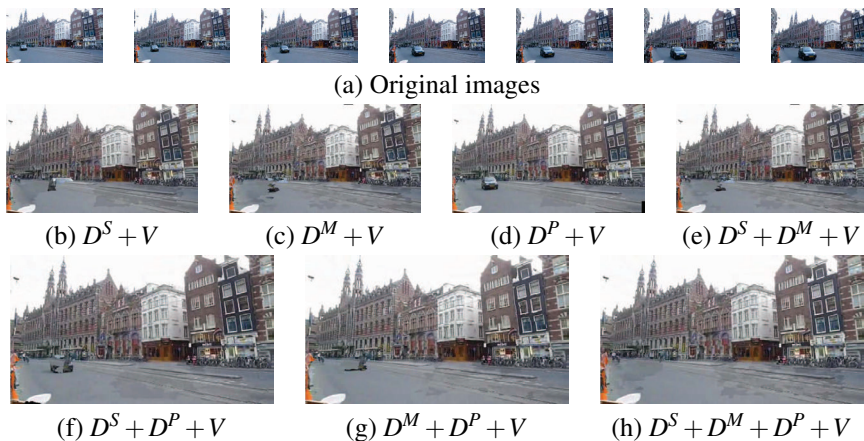 (a) Original images
(b) D^S + V (c) D^M + V (d) D^P + V (e) D^S + D^M + V
(f) D^S + D^P + V (g) D^M + D^P + V (h) D^S + D^M + D^P + V